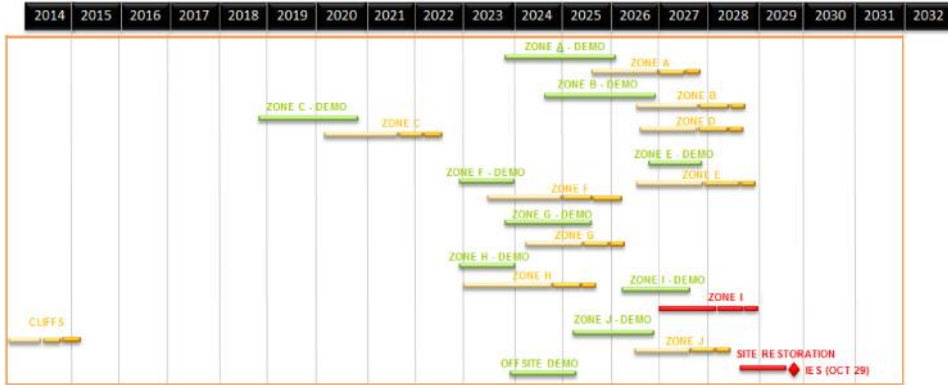 2014 2015 2016 2017 2018 2019 2020 2021 2022 2023 2024 2025 2026 2027 2028 2029 2030 2031 2032
ZONE A - DEMO
ZONE A
ZONE B - DEMO
ZONE B
ZONE C - DEMO
ZONE C
ZONE D
ZONE E - DEMO
ZONE E
ZONE F - DEMO
ZONE F
ZONE G - DEMO
ZONE G
ZONE H - DEMO
ZONE H
ZONE I - DEMO
ZONE I
ZONE J - DEMO
CLIFFS
ZONE J
SITE RESTORATION
OFFSITE DEMO
IES (OCT 29)